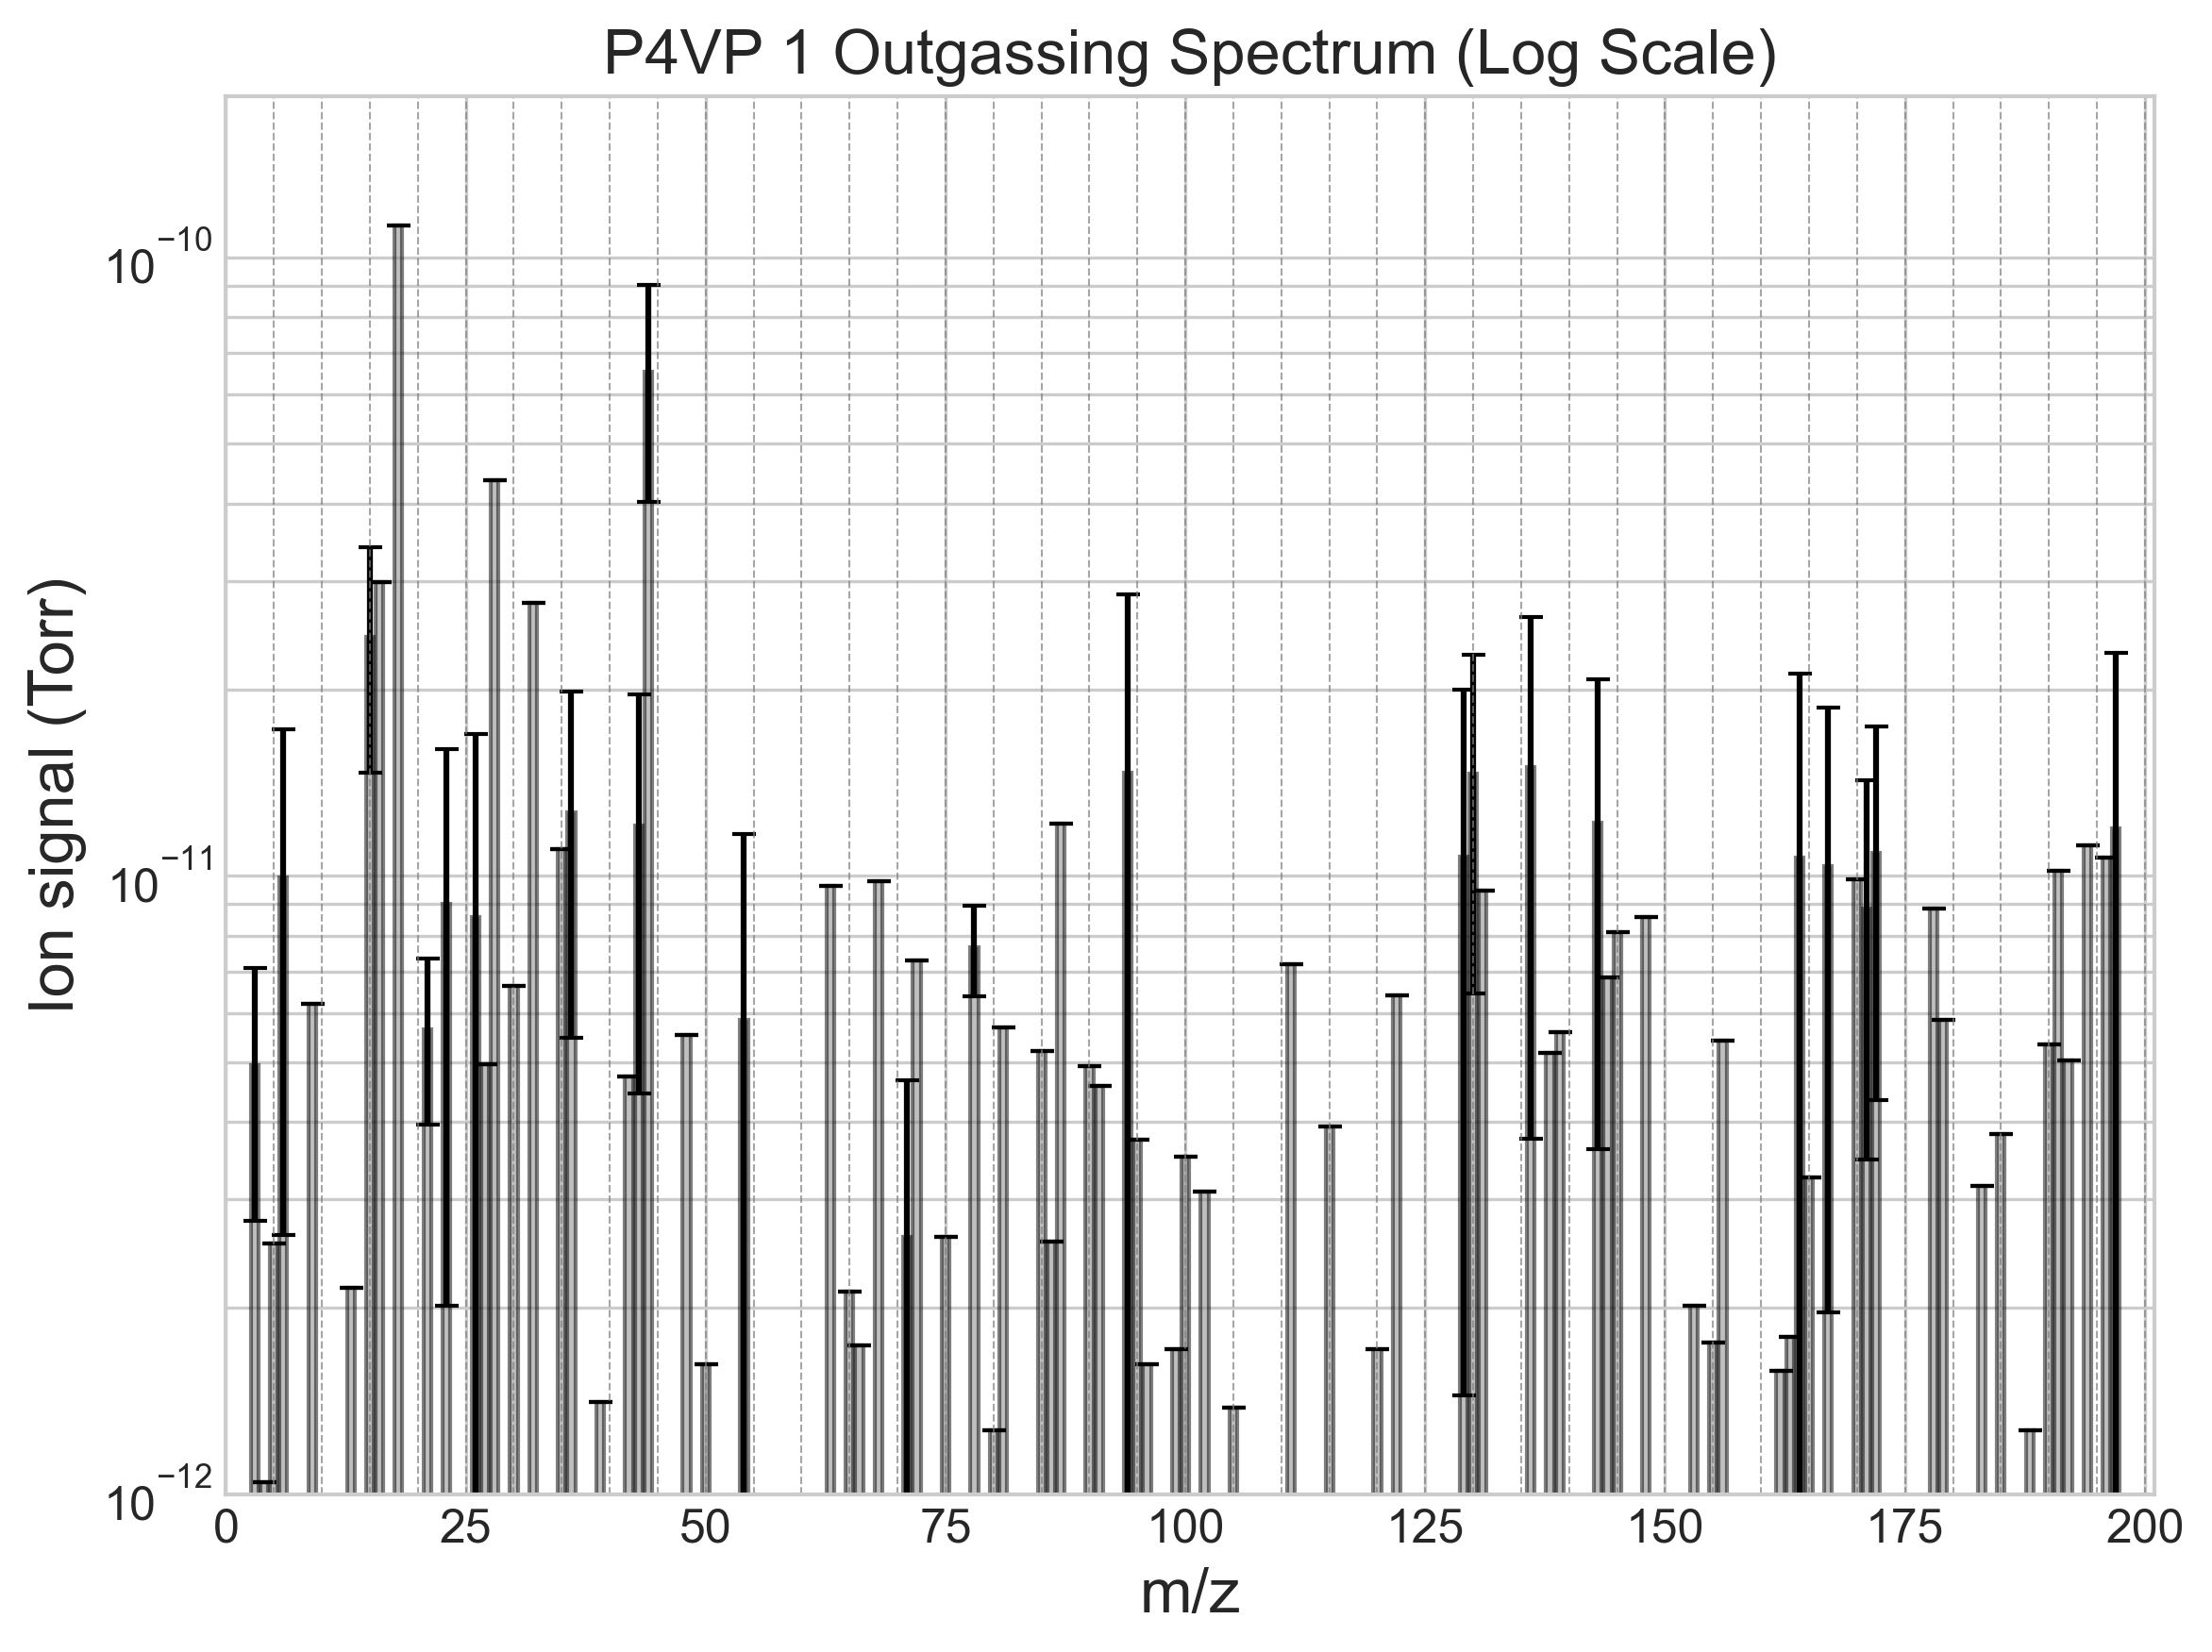 P4VP 1 Outgassing Spectrum (Log Scale)
Ion signal (Torr)
10⁻¹⁰
10⁻¹¹
10⁻¹²
0 25 50 75 100 125 150 175 200
m/z